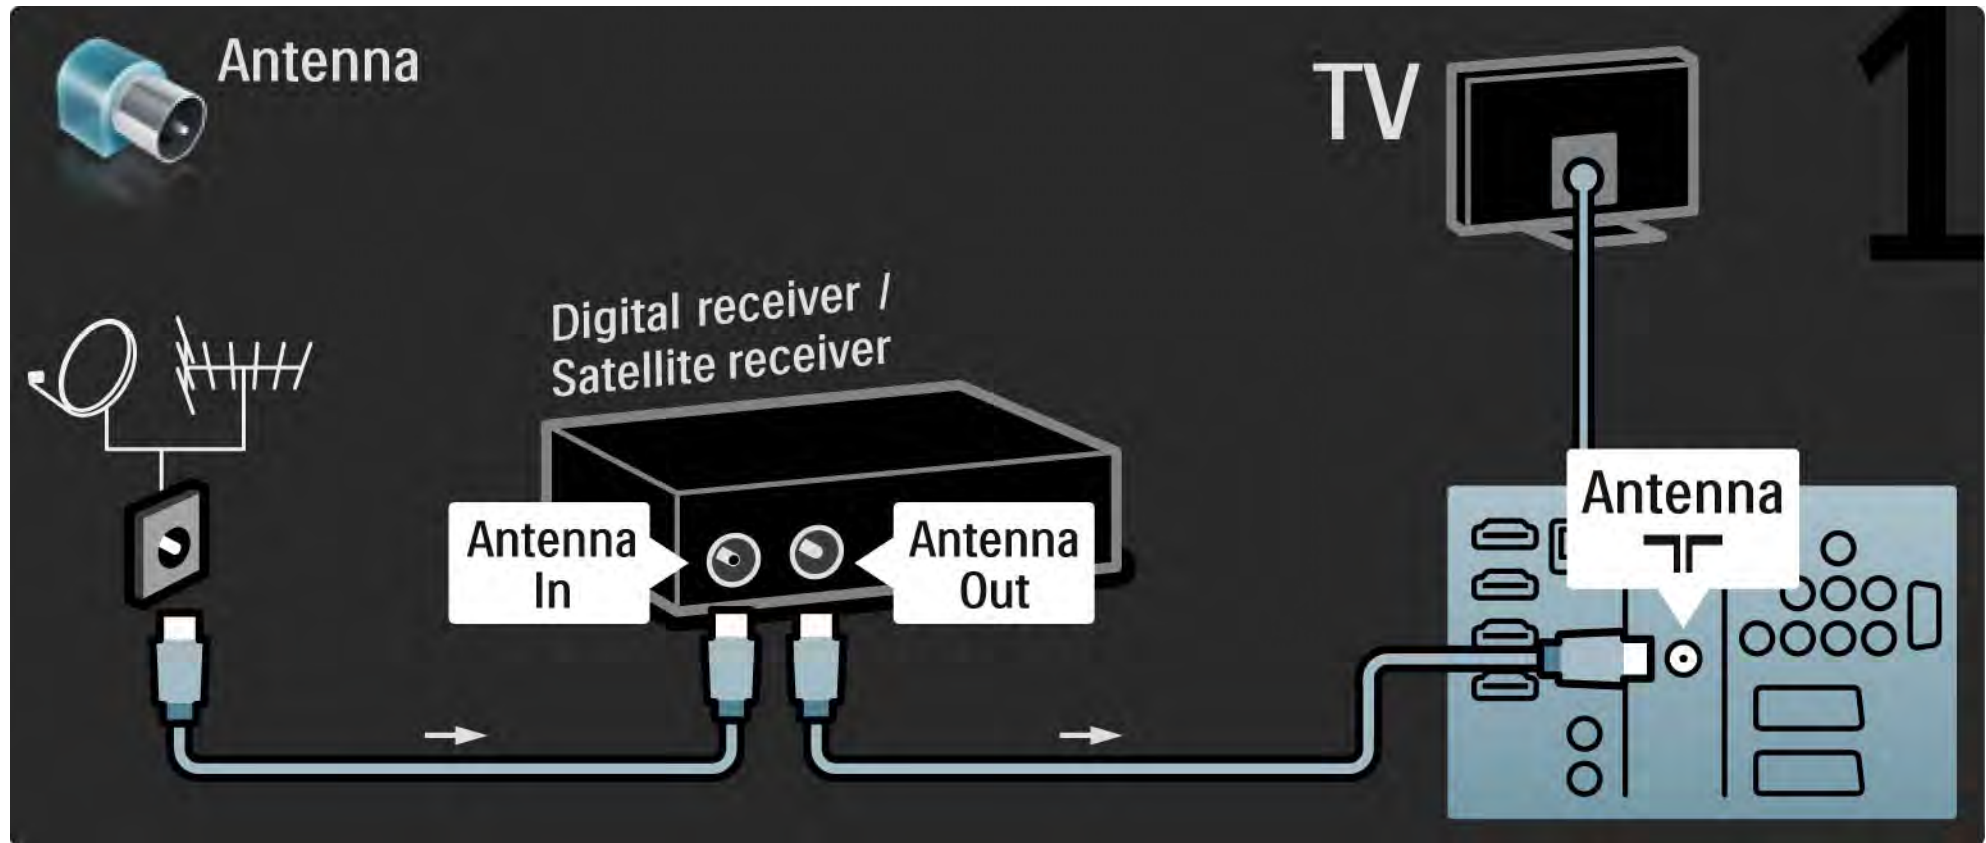 Antenna
TV
1
Digital receiver /
Satellite receiver
Antenna
In
Antenna
Out
Antenna